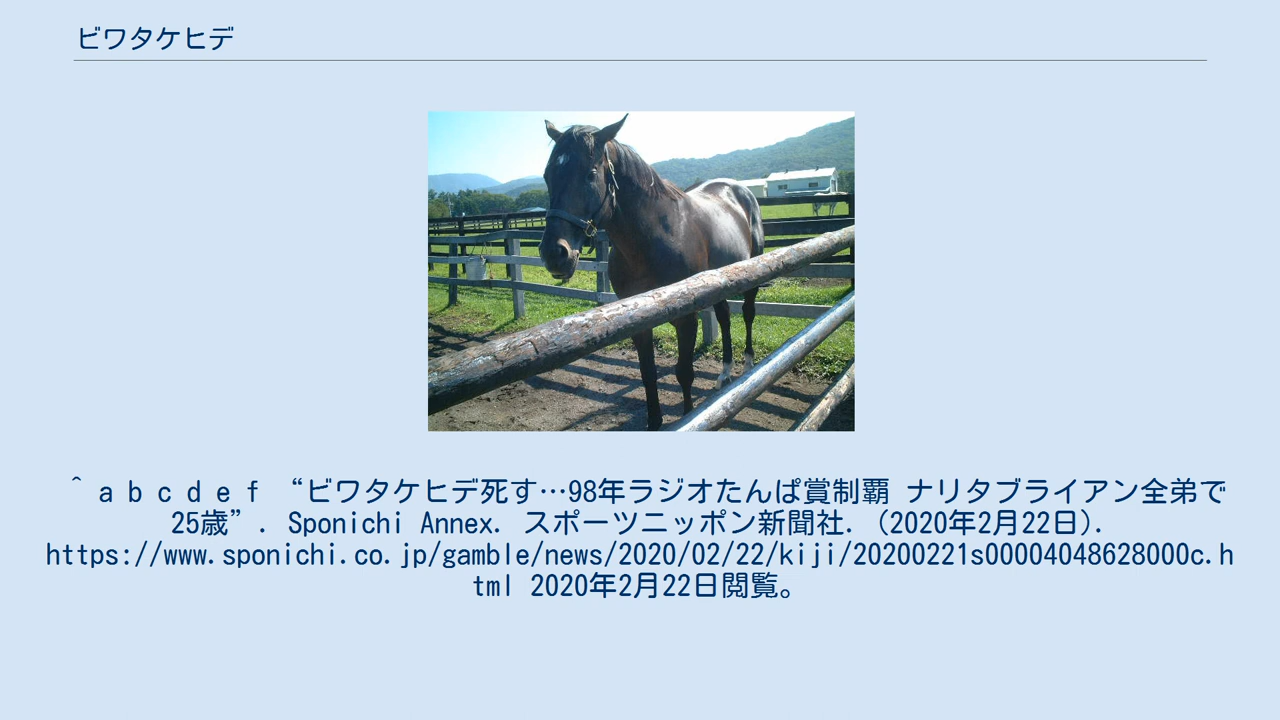 ビワタケヒデ
^ a b c d e f “ビワタケヒデ死す…98年ラジオたんぱ賞制覇 ナリタブライアン全弟で
25歳”. Sponichi Annex. スポーツニッポン新聞社. (2020年2月22日).
https://www.sponichi.co.jp/gamble/news/2020/02/22/kiji/20200221s00004048628000c.h
tml 2020年2月22日閲覧。